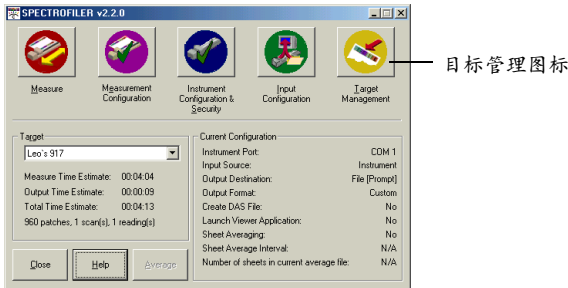 SPECTROFILER v2.2.0
Measure
Measurement
Configuration
Instrument
Configuration &
Security
Input
Configuration
Target
Management
目标管理图标
Target
Leo's 917
Measure Time Estimate: 00:04:04
Output Time Estimate: 00:00:09
Total Time Estimate: 00:04:13
960 patches, 1 scan(s), 1 reading(s)
Close
Help
Average
Current Configuration
Instrument Port: COM 1
Input Source: Instrument
Output Destination: File [Prompt]
Output Format: Custom
Create DAS File: No
Launch Viewer Application: No
Sheet Averaging: No
Sheet Average Interval: N/A
Number of sheets in current average file: N/A